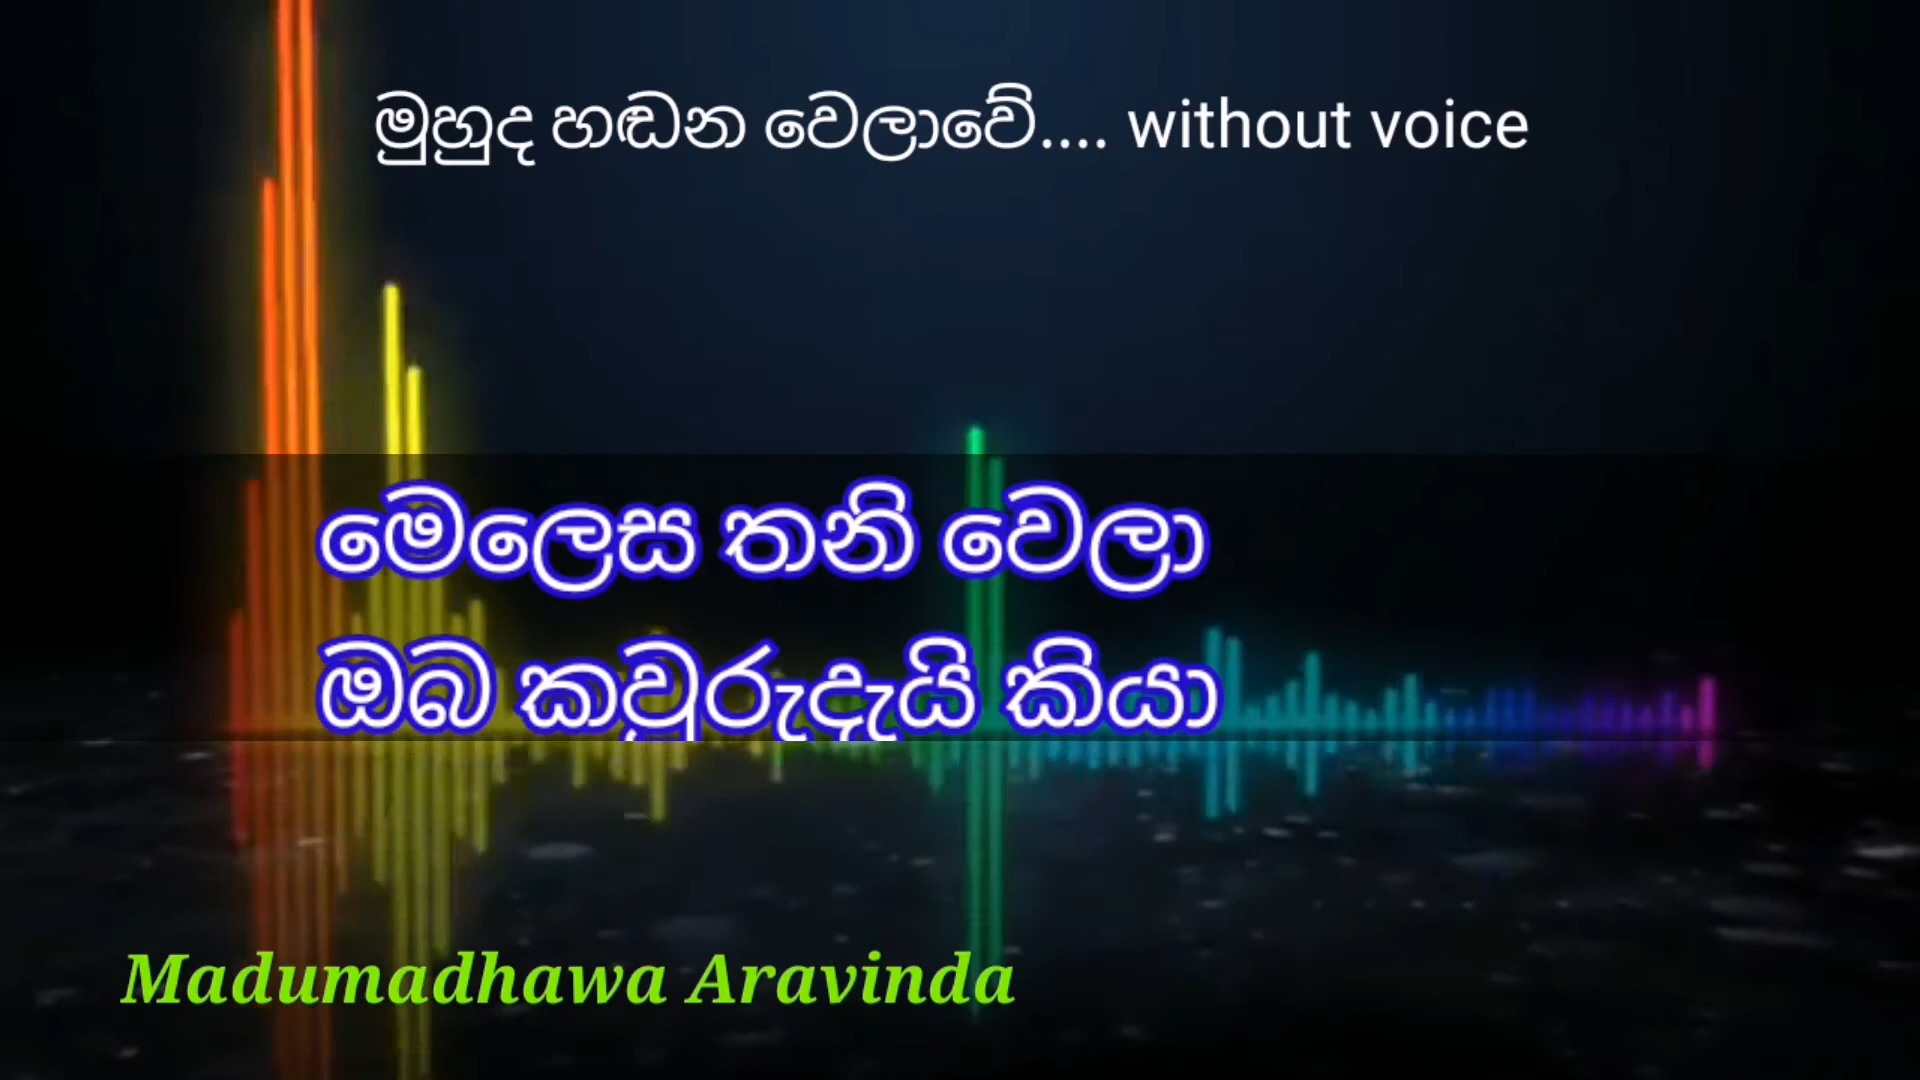 මුහුද හඬන වෙලාවේ.... without voice
මෙලෙස තනි වෙලා
ඔබ කවුරුදැයි කියා
Madumadhawa Aravinda